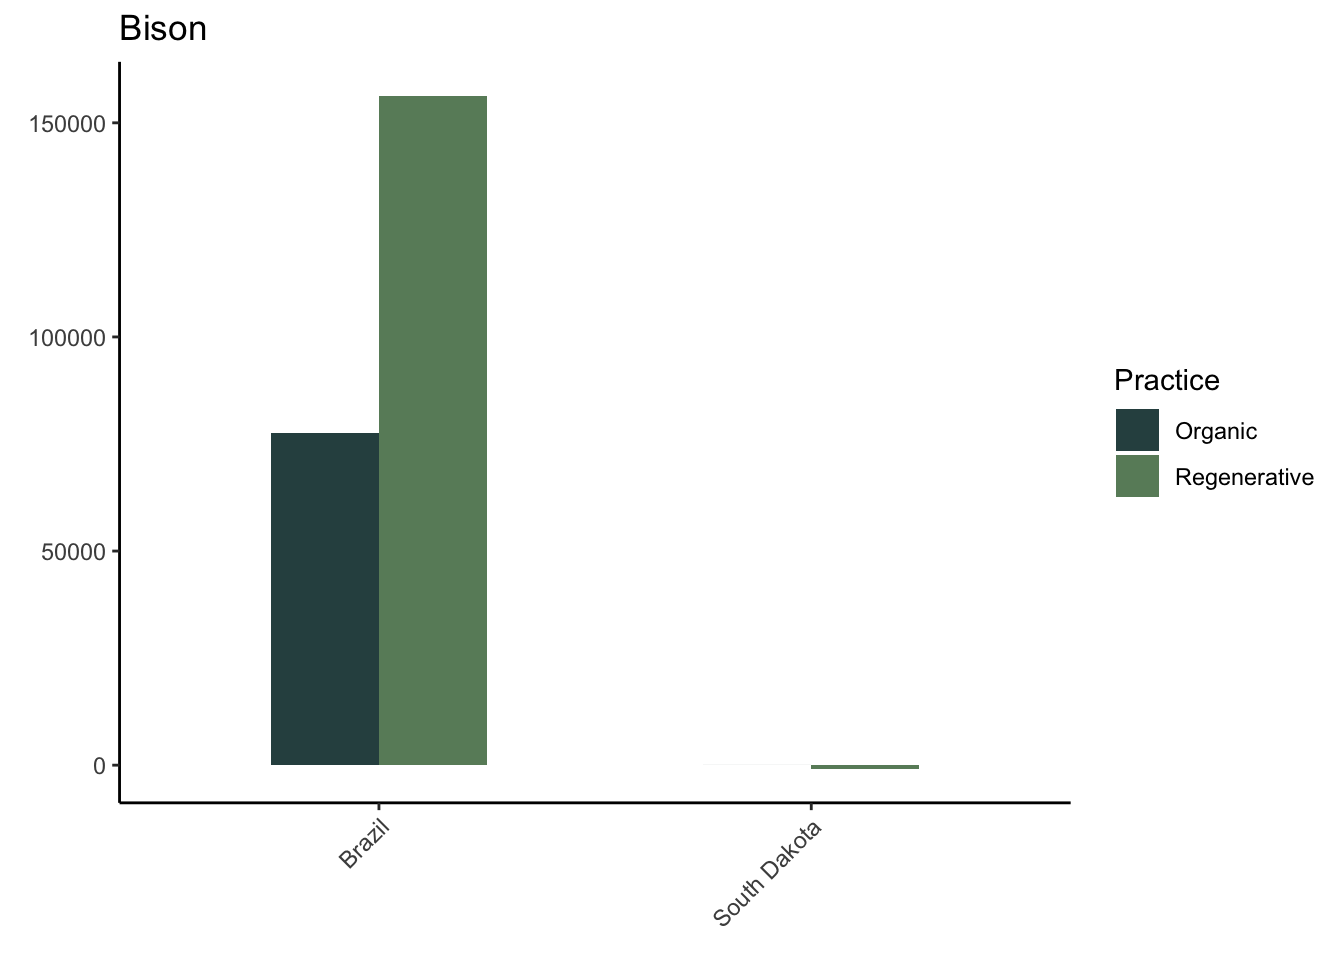 Bison
150000
100000
50000
0
Brazil
South Dakota
Practice
Organic
Regenerative